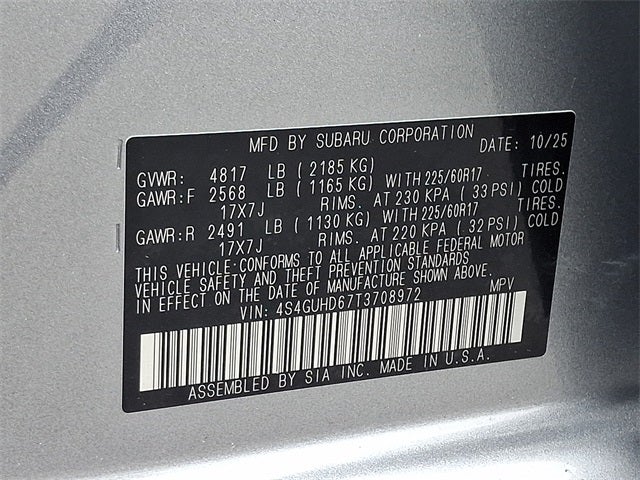 MFD BY SUBARU CORPORATION DATE: 10/25
GVWR: 4817 LB ( 2185 KG) TIRES.
GAWR:F 2568 LB ( 1165 KG) WITH 225/60R17 COLD
17X7J RIMS. AT 230 KPA ( 33 PSI)
GAWR:R 2491 LB ( 1130 KG) WITH 225/60R17 TIRES.
17X7J RIMS. AT 220 KPA ( 32 PSI) COLD
THIS VEHICLE CONFORMS TO ALL APPLICABLE FEDERAL MOTOR
VEHICLE SAFETY AND THEFT PREVENTION STANDARDS
IN EFFECT ON THE DATE OF MANUFACTURE SHOWN ABOVE.
VIN: 4S4GUHD67T3708972 MPV
ASSEMBLED BY SIA INC. MADE IN U.S.A.